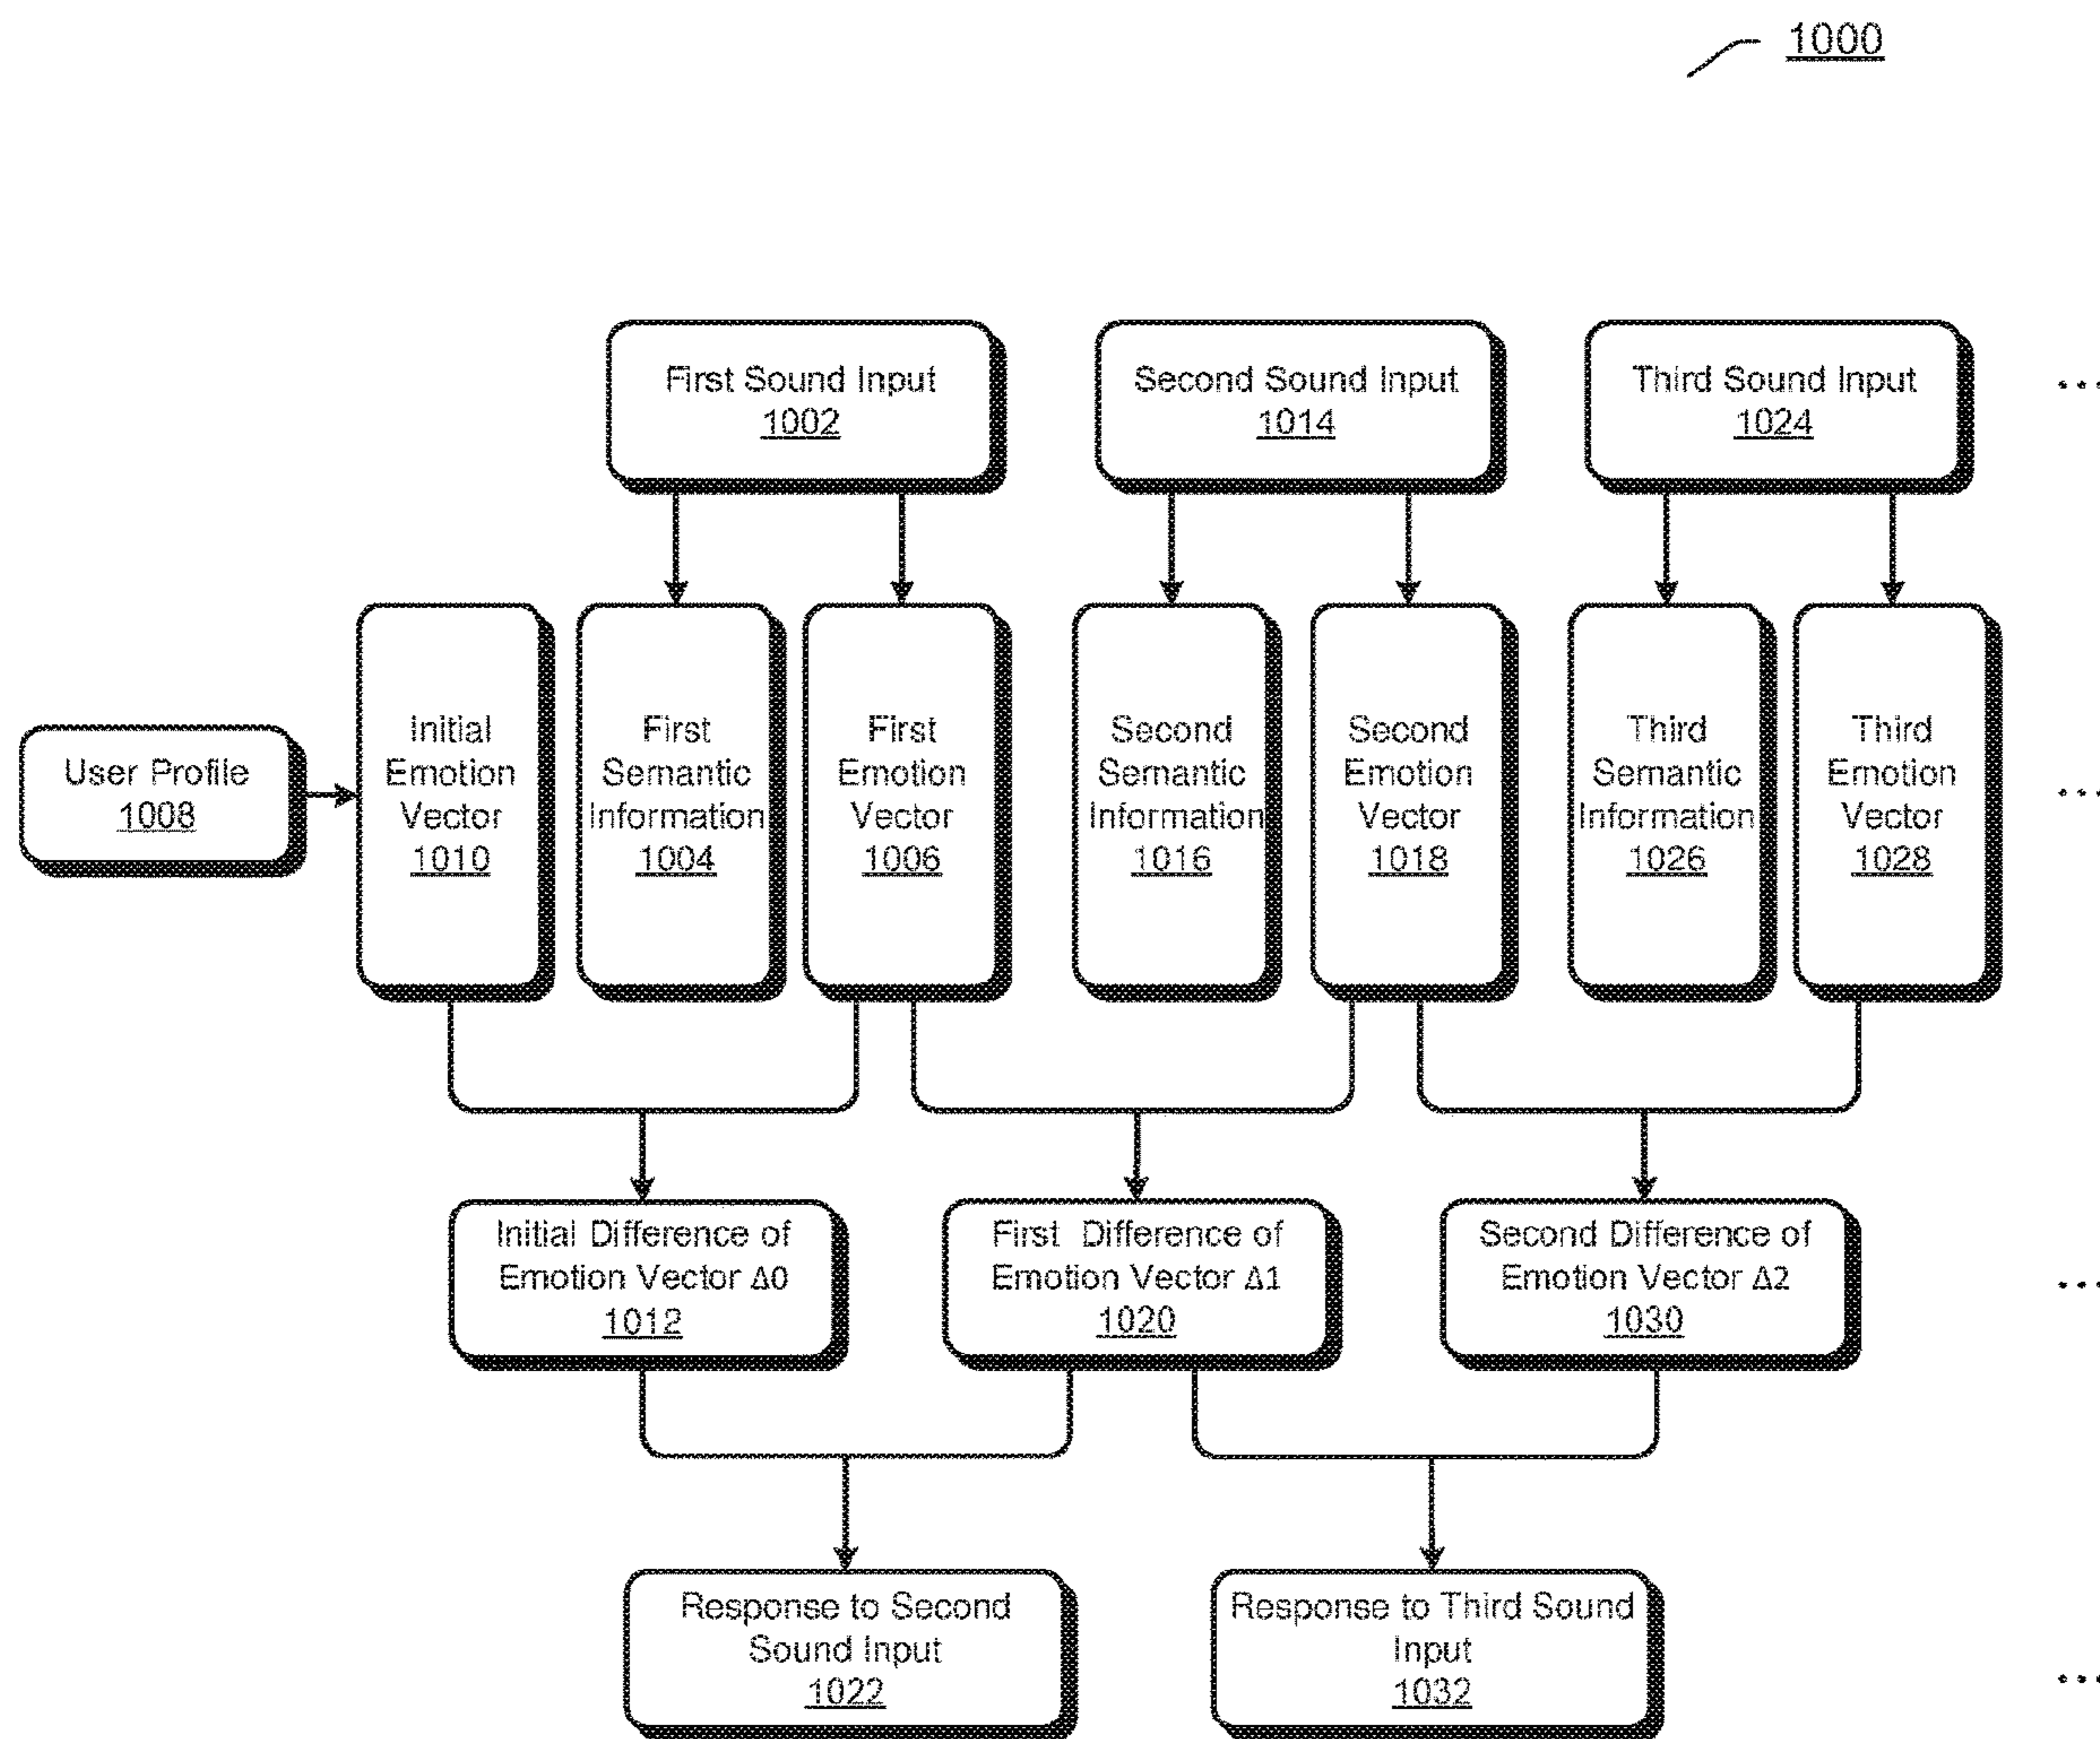 1000
First Sound Input
1002
Second Sound Input
1014
Third Sound Input
1024
...
User Profile
1008
Initial
Emotion
Vector
1010
First
Semantic
Information
1004
First
Emotion
Vector
1006
Second
Semantic
Information
1016
Second
Emotion
Vector
1018
Third
Semantic
Information
1026
Third
Emotion
Vector
1028
...
Initial Difference of
Emotion Vector Δ0
1012
First Difference of
Emotion Vector Δ1
1020
Second Difference of
Emotion Vector Δ2
1030
...
Response to Second
Sound Input
1022
Response to Third Sound
Input
1032
...